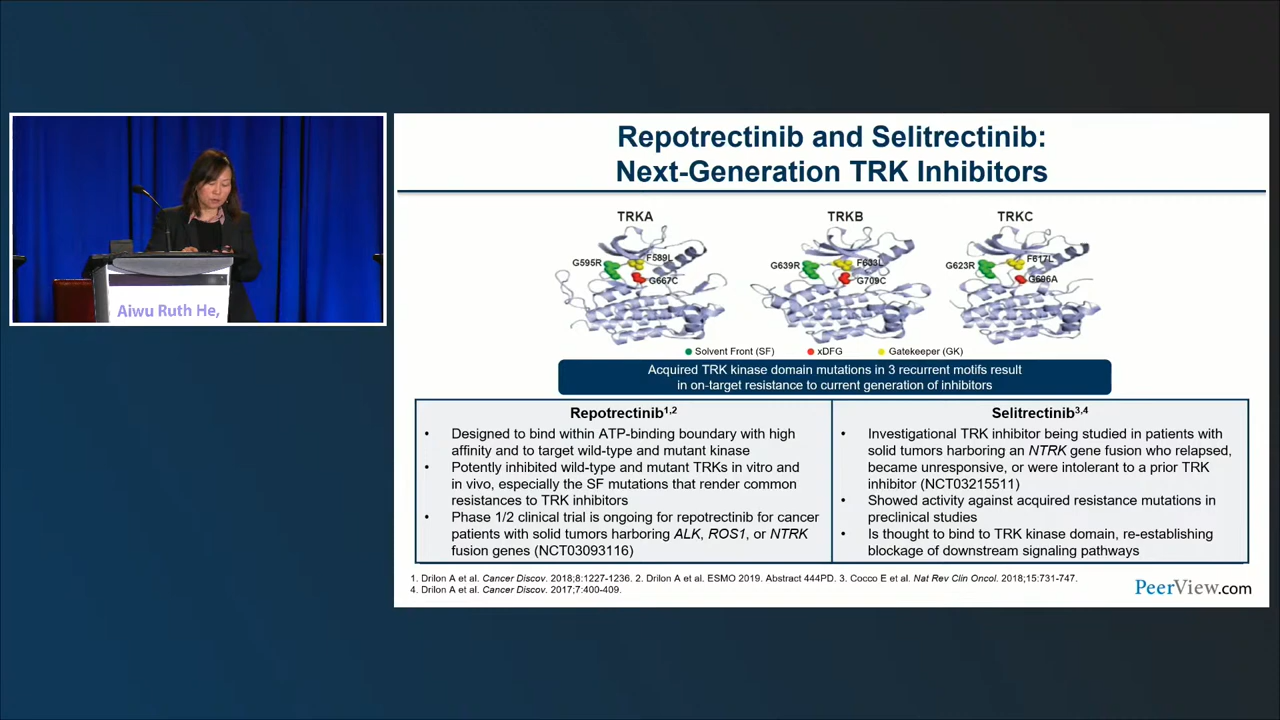 Aiwu Ruth He,
Repotrectinib and Selitrectinib:
Next-Generation TRK Inhibitors
TRKA
TRKB
TRKC
G595R
F589L
G667C
G639R
F633L
G709C
G623R
F617L
G696A
Solvent Front (SF)
xDFG
Gatekeeper (GK)
Acquired TRK kinase domain mutations in 3 recurrent motifs result
in on-target resistance to current generation of inhibitors
Repotrectinib1,2
• Designed to bind within ATP-binding boundary with high
affinity and to target wild-type and mutant kinase
• Potently inhibited wild-type and mutant TRKs in vitro and
in vivo, especially the SF mutations that render common
resistances to TRK inhibitors
• Phase 1/2 clinical trial is ongoing for repotrectinib for cancer
patients with solid tumors harboring ALK, ROS1, or NTRK
fusion genes (NCT03093116)
Selitrectinib3,4
• Investigational TRK inhibitor being studied in patients with
solid tumors harboring an NTRK gene fusion who relapsed,
became unresponsive, or were intolerant to a prior TRK
inhibitor (NCT03215511)
• Showed activity against acquired resistance mutations in
preclinical studies
• Is thought to bind to TRK kinase domain, re-establishing
blockage of downstream signaling pathways
1. Drilon A et al. Cancer Discov. 2018;8:1227-1236. 2. Drilon A et al. ESMO 2019. Abstract 444PD. 3. Cocco E et al. Nat Rev Clin Oncol. 2018;15:731-747.
4. Drilon A et al. Cancer Discov. 2017;7:400-409.
PeerView.com